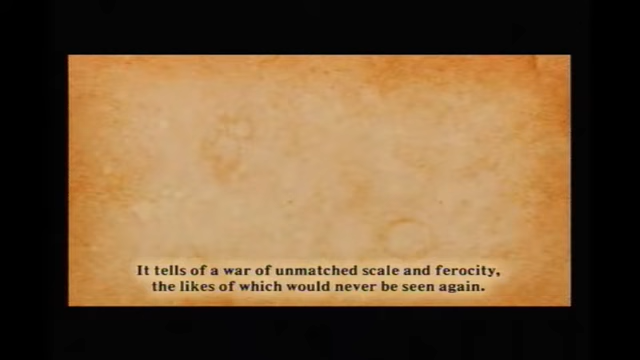 It tells of a war of unmatched scale and ferocity,
the likes of which would never be seen again.